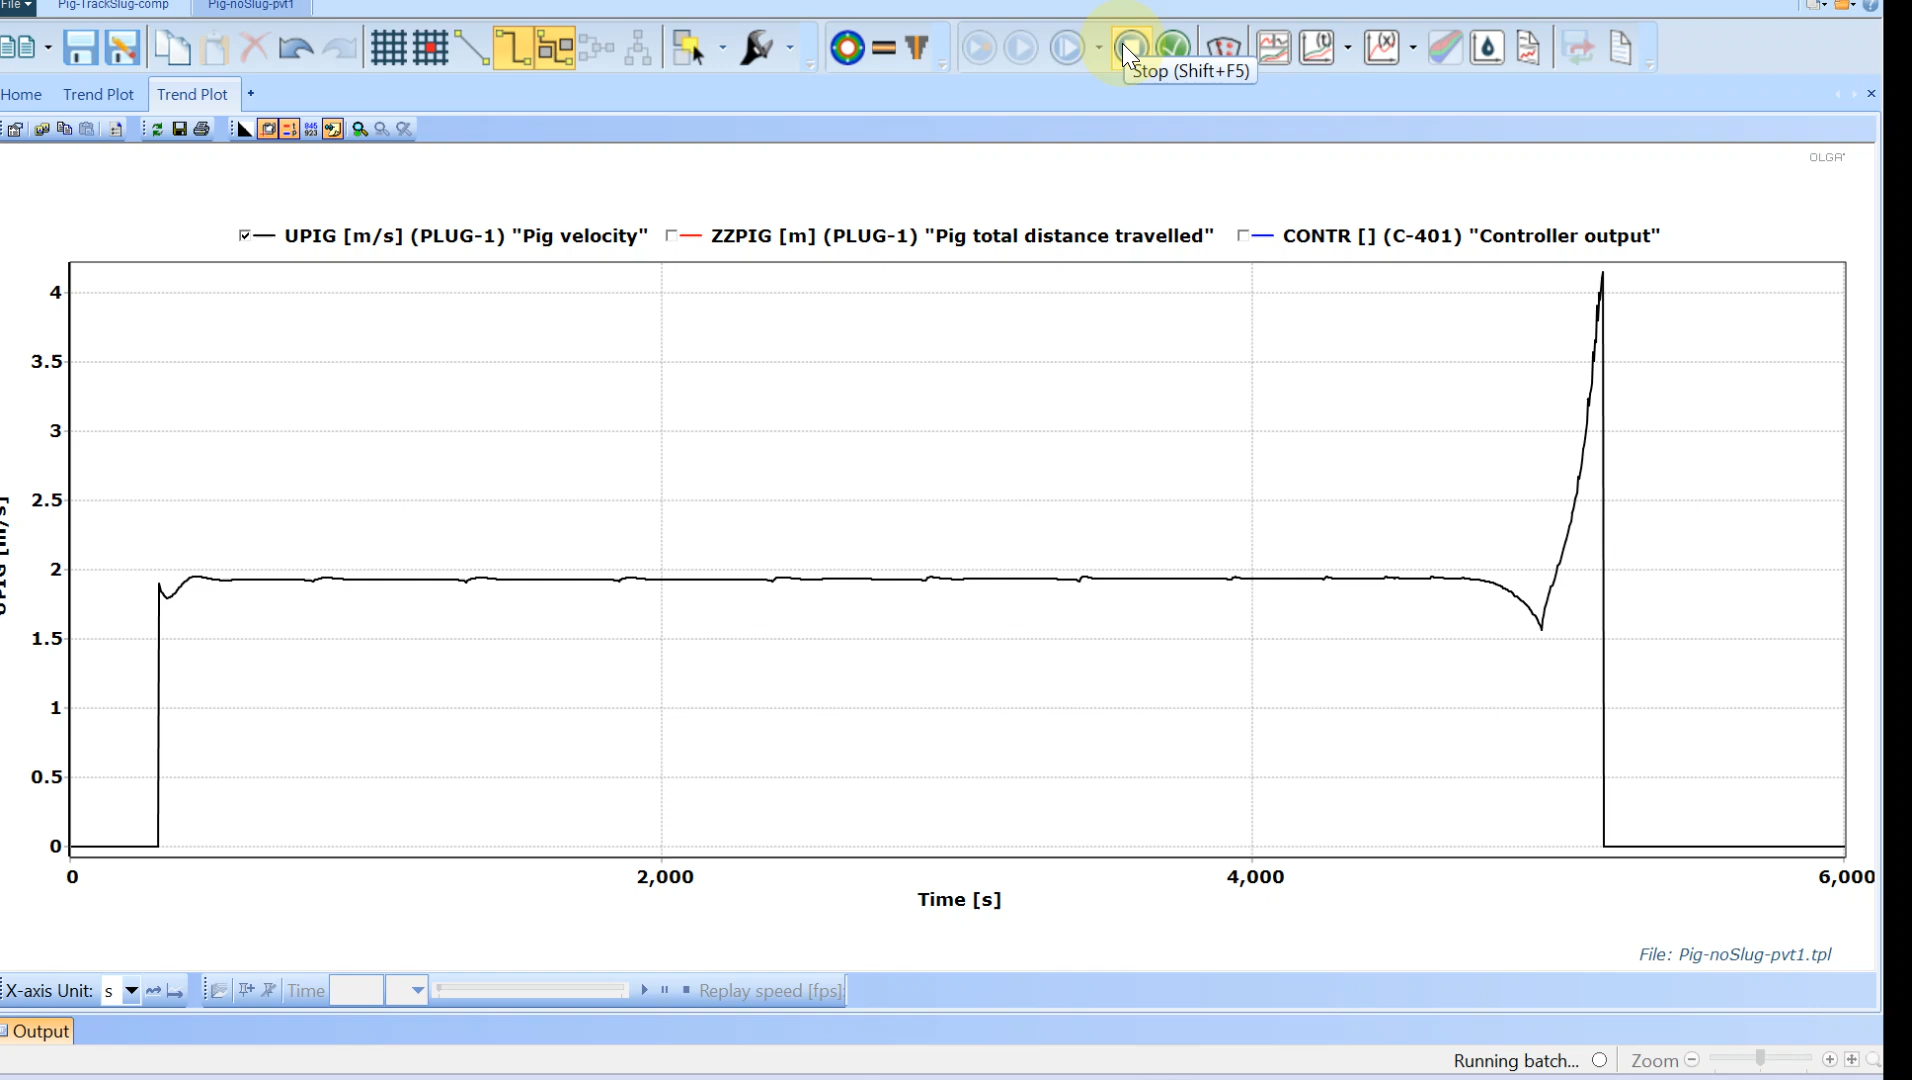 File
Pig-TrackSlug-comp
Pig-noSlug-pvt1
Stop (Shift+F5)
Home
Trend Plot
Trend Plot
+
OLGA
UPIG [m/s] (PLUG-1) "Pig velocity"
ZZPIG [m] (PLUG-1) "Pig total distance travelled"
CONTR [] (C-401) "Controller output"
4
3.5
3
2.5
2
1.5
1
0.5
0
UPIG [m/s]
0
2,000
4,000
6,000
Time [s]
File: Pig-noSlug-pvt1.tpl
X-axis Unit:
s
Time
Replay speed [fps]:
Output
Running batch...
Zoom